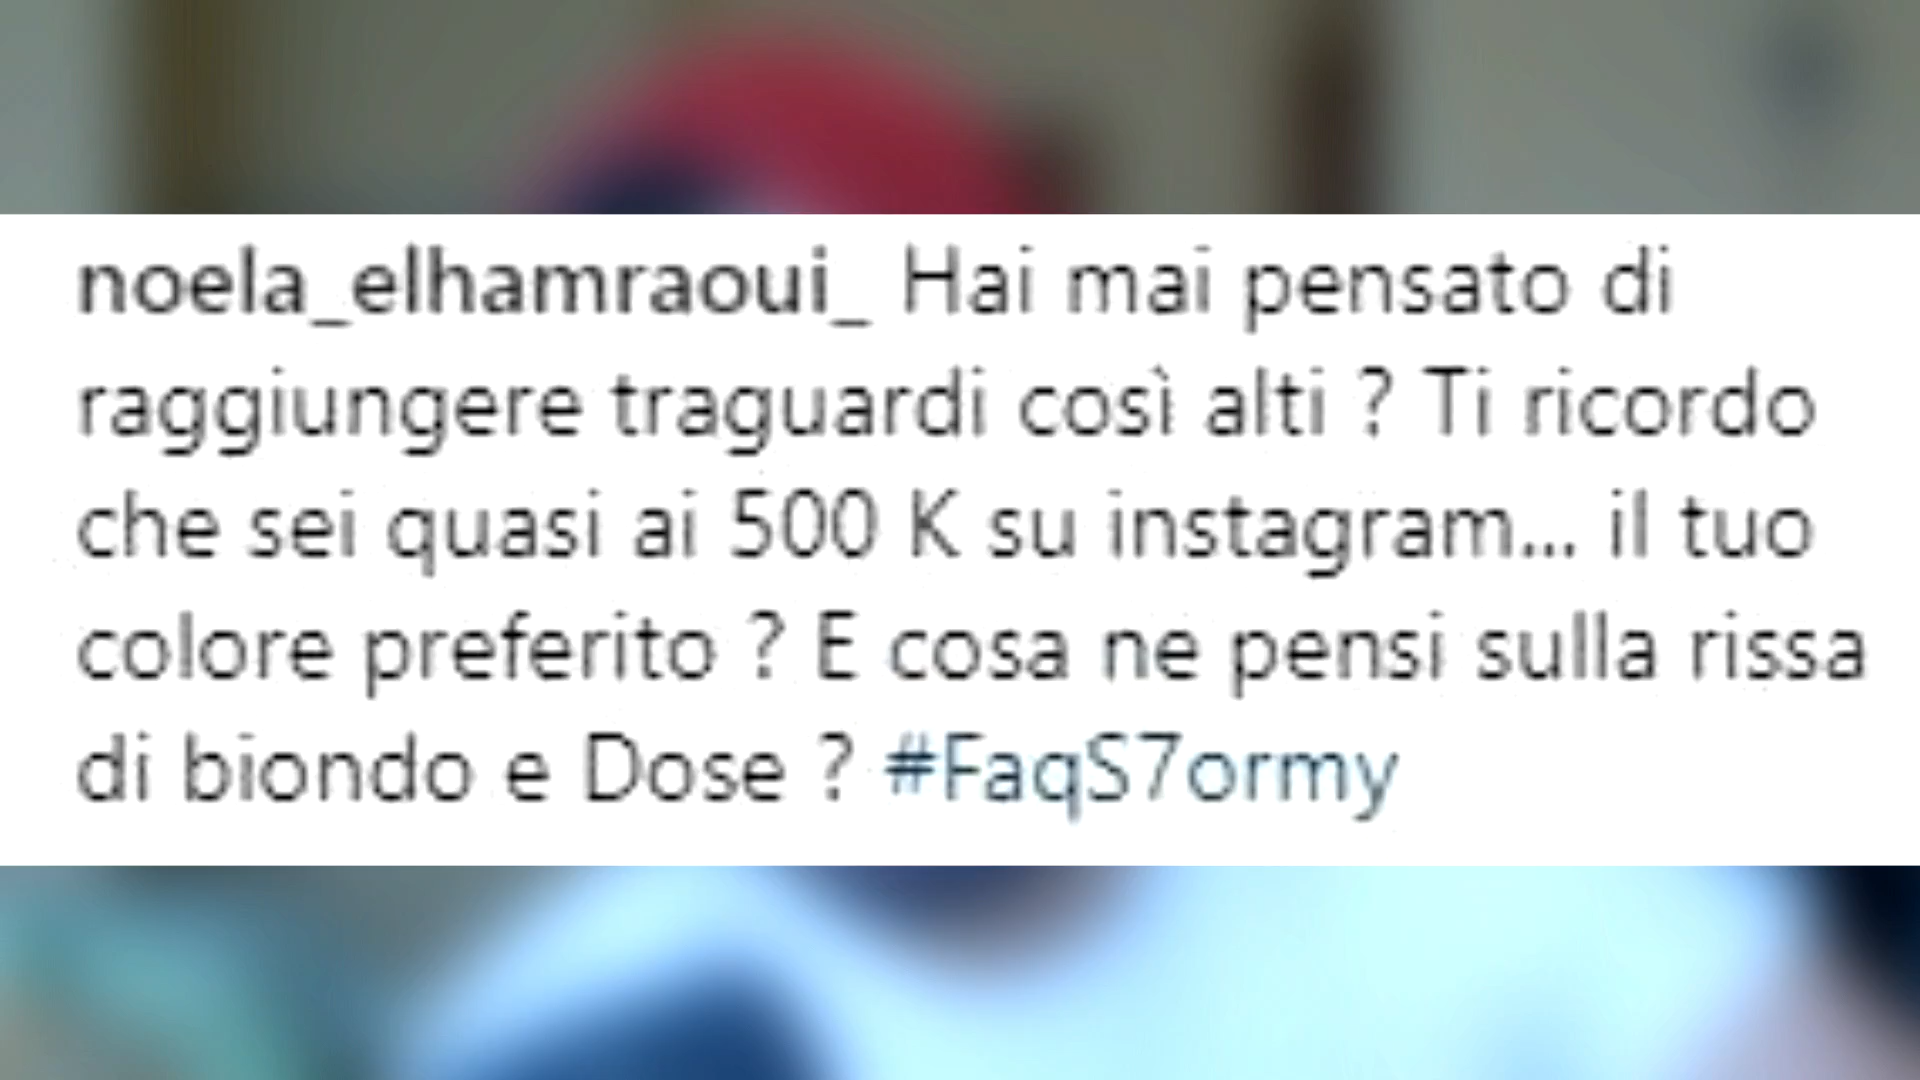 noela_elhamraoui_ Hai mai pensato di
raggiungere traguardi così alti ? Ti ricordo
che sei quasi ai 500 K su instagram... il tuo
colore preferito ? E cosa ne pensi sulla rissa
di biondo e Dose ? #FaqS7ormy